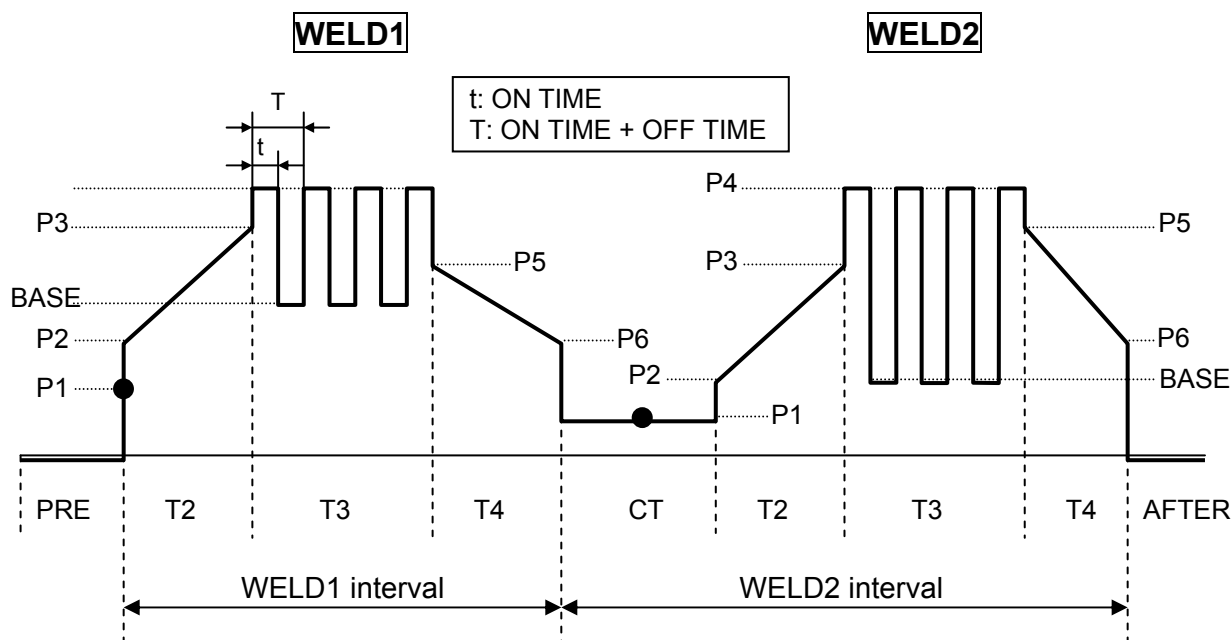 WELD1
WELD2
t: ON TIME
T: ON TIME + OFF TIME
T
t
P3
BASE
P2
P1
P5
P6
P4
P3
P2
P1
P5
P6
BASE
PRE
T2
T3
T4
CT
T2
T3
T4
AFTER
WELD1 interval
WELD2 interval